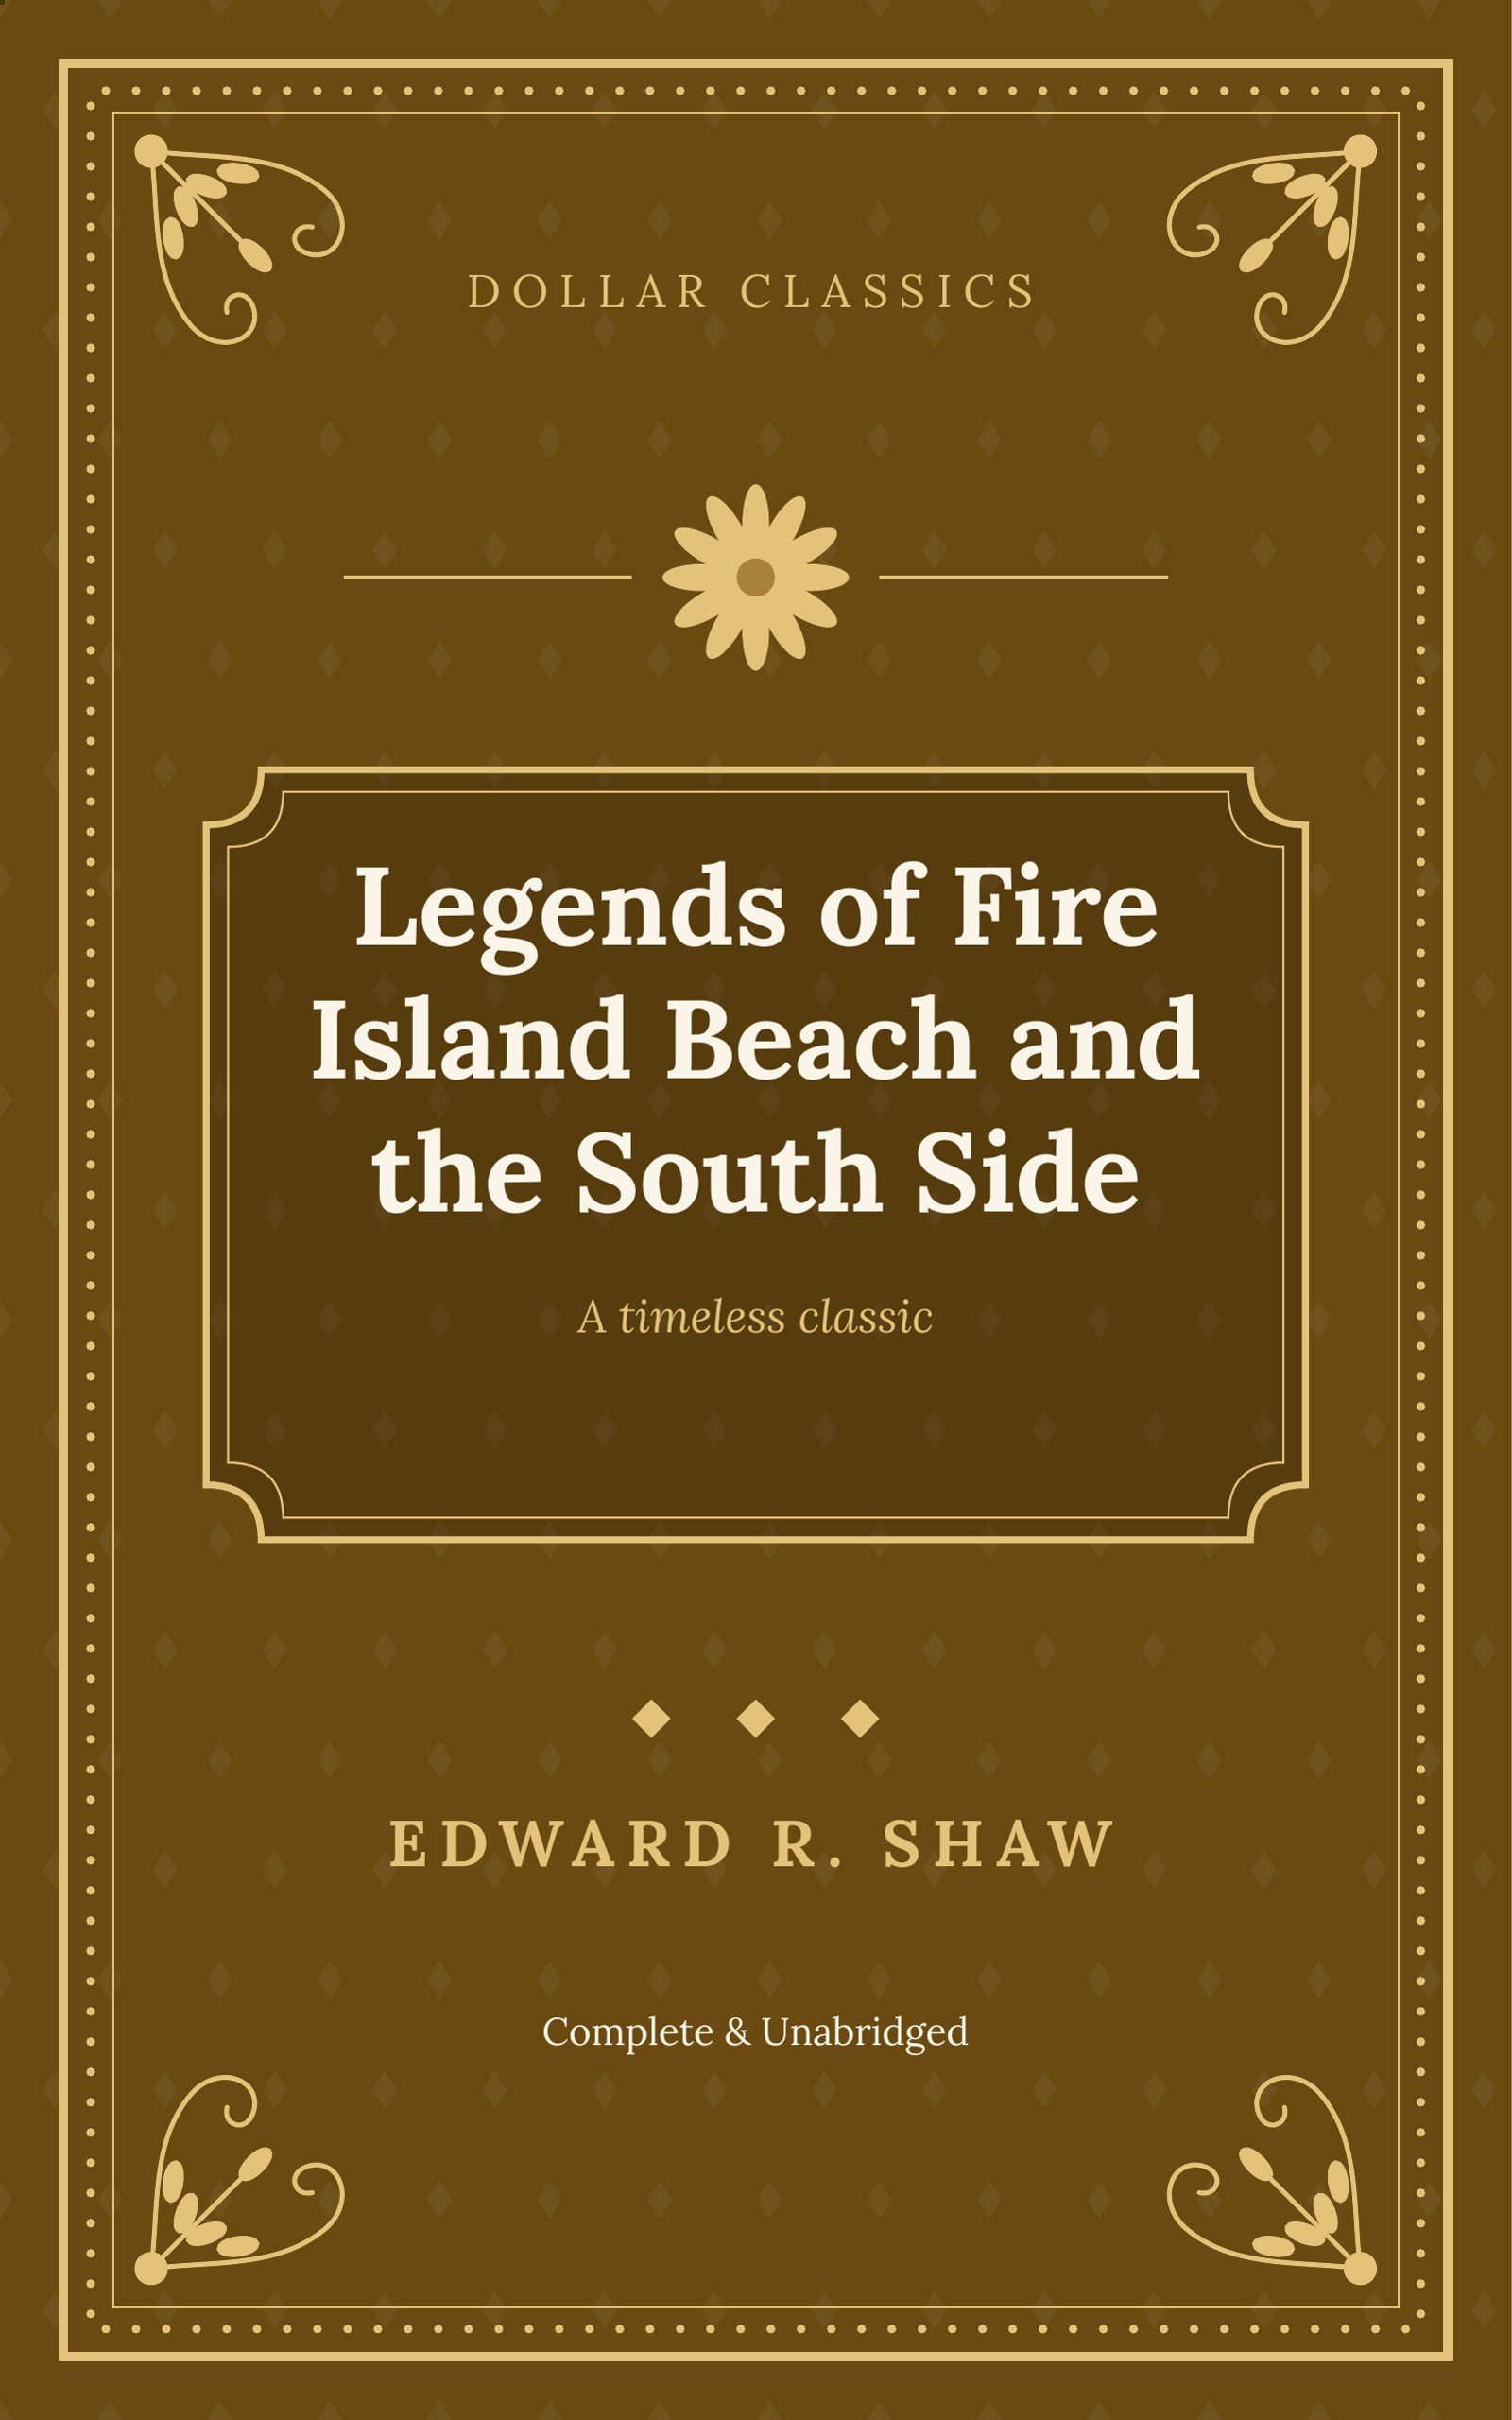 DOLLAR CLASSICS
Legends of Fire
Island Beach and
the South Side
A timeless classic
EDWARD R. SHAW
Complete & Unabridged